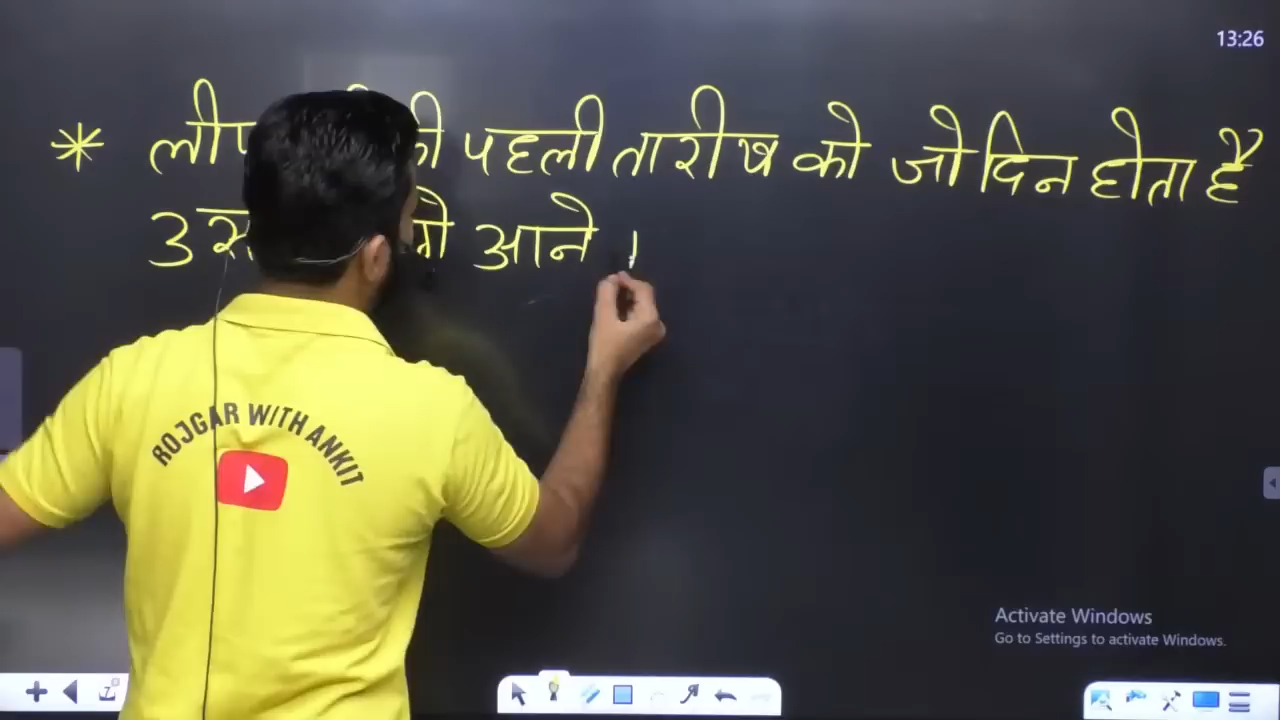 13:26
* की पहली तारीख को जो दिन होता है
आने
ROJGAR WITH ANKIT
Activate Windows
Go to Settings to activate Windows.